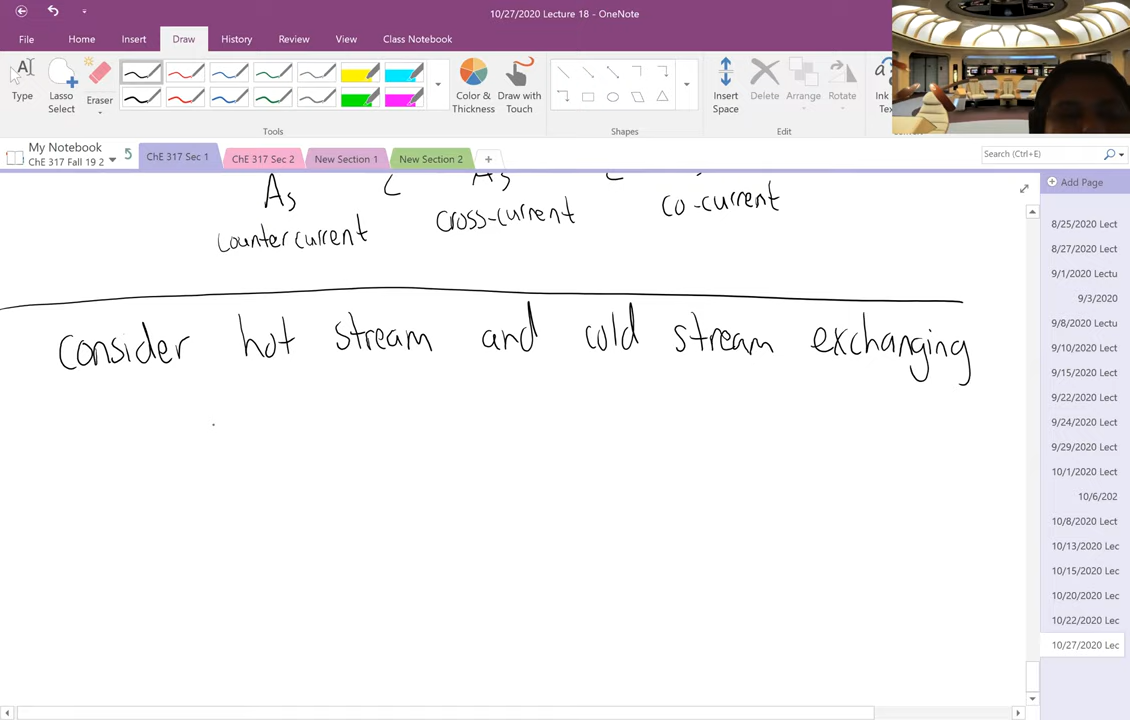 10/27/2020 Lecture 18 - OneNote
File Home Insert Draw History Review View Class Notebook
Type
Lasso Select
Eraser
Color & Thickness
Draw with Touch
Insert Space
Delete
Arrange
Rotate
Tools
Shapes
Edit
My Notebook
ChE 317 Fall 19 2
ChE 317 Sec 1
ChE 317 Sec 2
New Section 1
New Section 2
Search (Ctrl+E)
Add Page
8/25/2020 Lect
8/27/2020 Lect
9/1/2020 Lectu
9/3/2020
9/8/2020 Lectu
9/10/2020 Lect
9/15/2020 Lect
9/22/2020 Lect
9/24/2020 Lect
9/29/2020 Lect
10/1/2020 Lect
10/6/202
10/8/2020 Lect
10/13/2020 Lec
10/15/2020 Lec
10/20/2020 Lec
10/22/2020 Lec
10/27/2020 Lec
As
countercurrent
cross-current
co-current
consider hot stream and cold stream exchanging